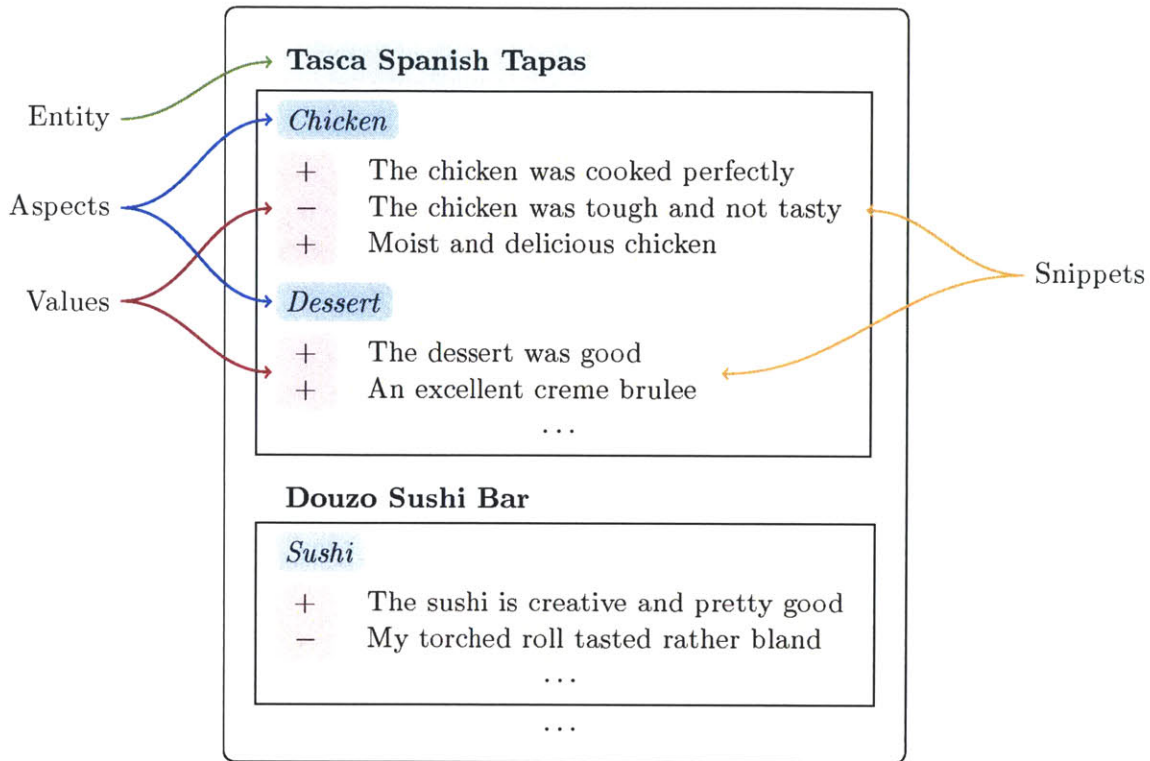 Tasca Spanish Tapas
Entity
Chicken
+ The chicken was cooked perfectly
Aspects
− The chicken was tough and not tasty
+ Moist and delicious chicken
Snippets
Values
Dessert
+ The dessert was good
+ An excellent creme brulee
...
Douzo Sushi Bar
Sushi
+ The sushi is creative and pretty good
− My torched roll tasted rather bland
...
...